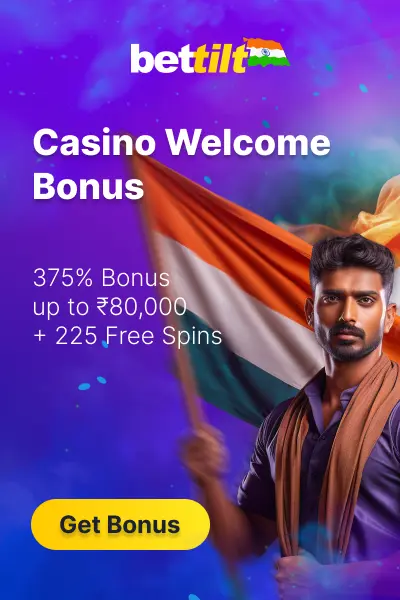 bettilt
Casino Welcome
Bonus
375% Bonus
up to ₹80,000
+ 225 Free Spins
Get Bonus